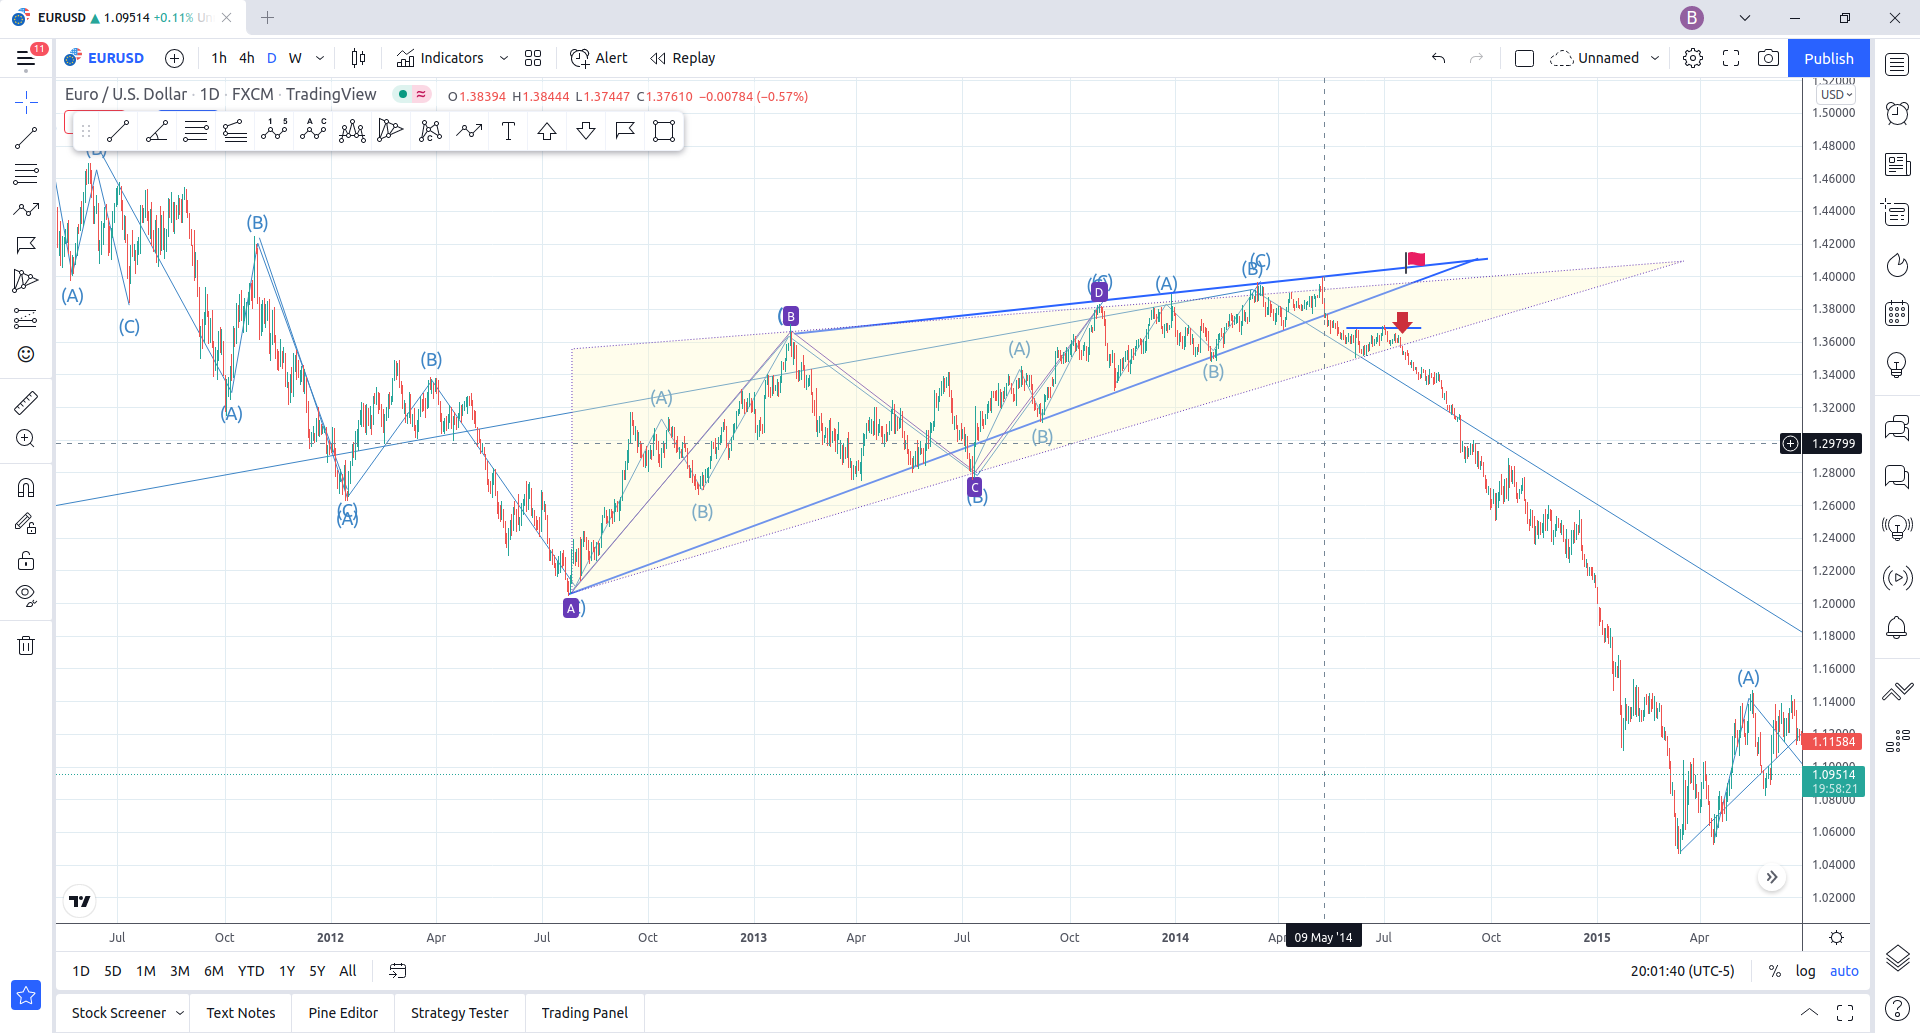 EURUSD ▲ 1.09514 +0.11% Un
B
11
EURUSD
1h 4h D W
Indicators
Alert
Replay
Unnamed
Publish
Euro / U.S. Dollar · 1D · FXCM · TradingView
O1.38394 H1.38444 L1.37447 C1.37610 −0.00784 (−0.57%)
USD
1.52000
1.50000
1.48000
1.46000
1.44000
1.42000
1.40000
1.38000
1.36000
1.34000
1.32000
1.29799
1.28000
1.26000
1.24000
1.22000
1.20000
1.18000
1.16000
1.14000
1.11584
1.09514
19:58:21
1.08000
1.06000
1.04000
1.02000
(B)
(B)
(C)
(C)
(B)
(A)
(A)
(B)
(C)
(A)
(B)
(A)
(A)
(B)
(B)
(A)
(C)
(A)
(B)
(B)
(A)
B
D
C
A
Jul
Oct
2012
Apr
Jul
Oct
2013
Apr
Jul
Oct
2014
09 May '14
Jul
Oct
2015
Apr
1D 5D 1M 3M 6M YTD 1Y 5Y All
20:01:40 (UTC-5)
% log auto
Stock Screener
Text Notes
Pine Editor
Strategy Tester
Trading Panel